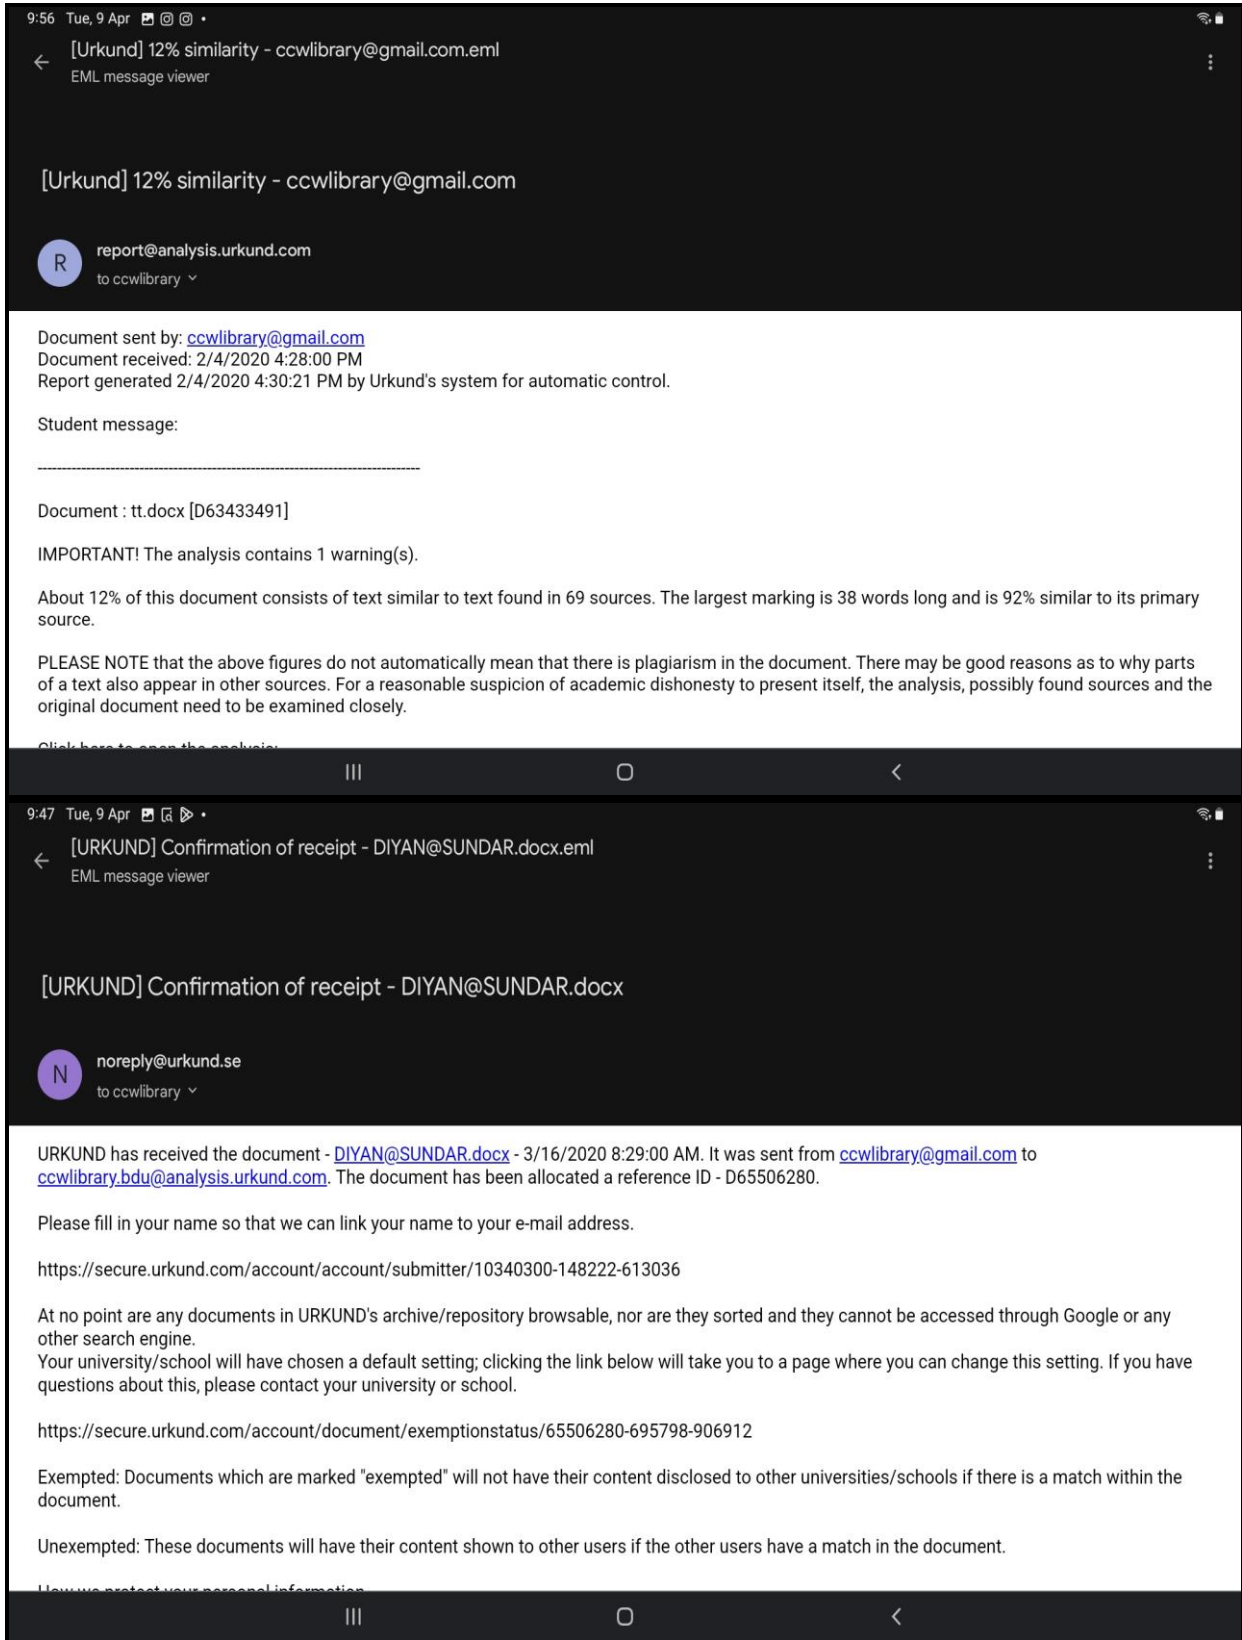 9:56 Tue, 9 Apr
[Urkund] 12% similarity - ccwlibrary@gmail.com.eml
EML message viewer
[Urkund] 12% similarity - ccwlibrary@gmail.com
R
report@analysis.urkund.com
to ccwlibrary
Document sent by: ccwlibrary@gmail.com
Document received: 2/4/2020 4:28:00 PM
Report generated 2/4/2020 4:30:21 PM by Urkund's system for automatic control.
Student message:
--------------------------------------------------------------------------------
Document : tt.docx [D63433491]
IMPORTANT! The analysis contains 1 warning(s).
About 12% of this document consists of text similar to text found in 69 sources. The largest marking is 38 words long and is 92% similar to its primary
source.
PLEASE NOTE that the above figures do not automatically mean that there is plagiarism in the document. There may be good reasons as to why parts
of a text also appear in other sources. For a reasonable suspicion of academic dishonesty to present itself, the analysis, possibly found sources and the
original document need to be examined closely.
Click here to open the analysis:
9:47 Tue, 9 Apr
[URKUND] Confirmation of receipt - DIYAN@SUNDAR.docx.eml
EML message viewer
[URKUND] Confirmation of receipt - DIYAN@SUNDAR.docx
N
noreply@urkund.se
to ccwlibrary
URKUND has received the document - DIYAN@SUNDAR.docx - 3/16/2020 8:29:00 AM. It was sent from ccwlibrary@gmail.com to
ccwlibrary.bdu@analysis.urkund.com. The document has been allocated a reference ID - D65506280.
Please fill in your name so that we can link your name to your e-mail address.
https://secure.urkund.com/account/account/submitter/10340300-148222-613036
At no point are any documents in URKUND's archive/repository browsable, nor are they sorted and they cannot be accessed through Google or any
other search engine.
Your university/school will have chosen a default setting; clicking the link below will take you to a page where you can change this setting. If you have
questions about this, please contact your university or school.
https://secure.urkund.com/account/document/exemptionstatus/65506280-695798-906912
Exempted: Documents which are marked "exempted" will not have their content disclosed to other universities/schools if there is a match within the
document.
Unexempted: These documents will have their content shown to other users if the other users have a match in the document.
How we protect your personal information